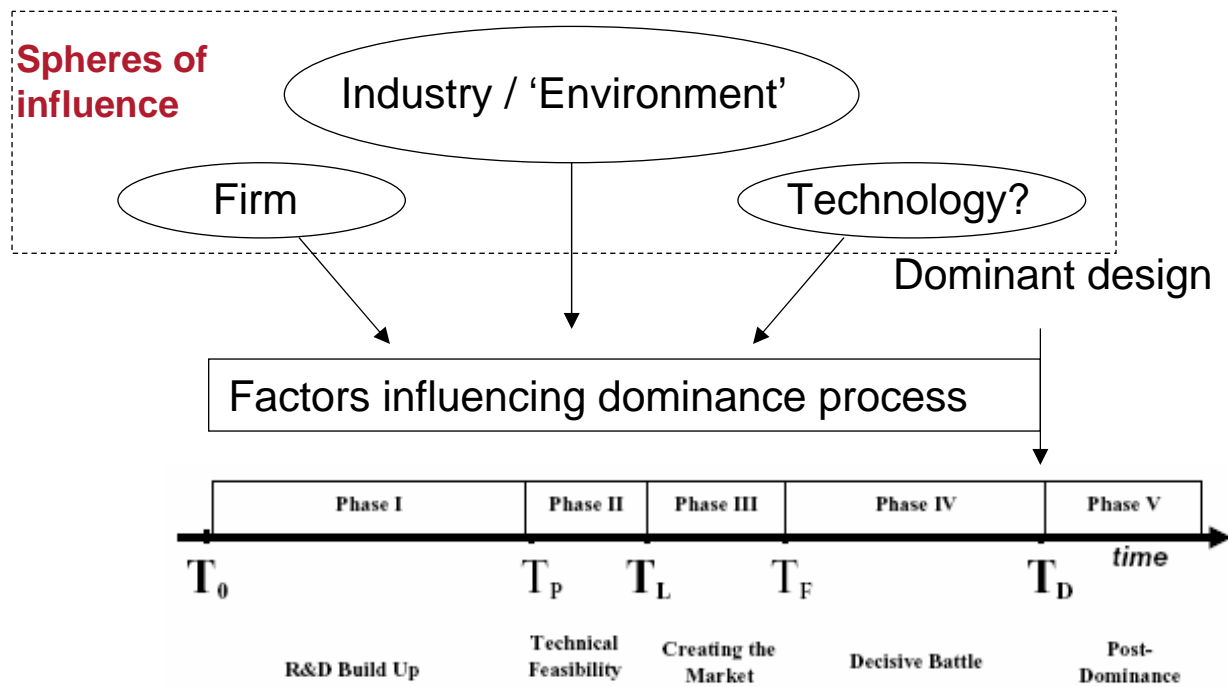 Spheres of
influence
Industry / ‘Environment’
Firm
Technology?
Dominant design
Factors influencing dominance process
Phase I
Phase II
Phase III
Phase IV
Phase V
time
T0
TP
TL
TF
TD
R&D Build Up
Technical
Feasibility
Creating the
Market
Decisive Battle
Post-
Dominance